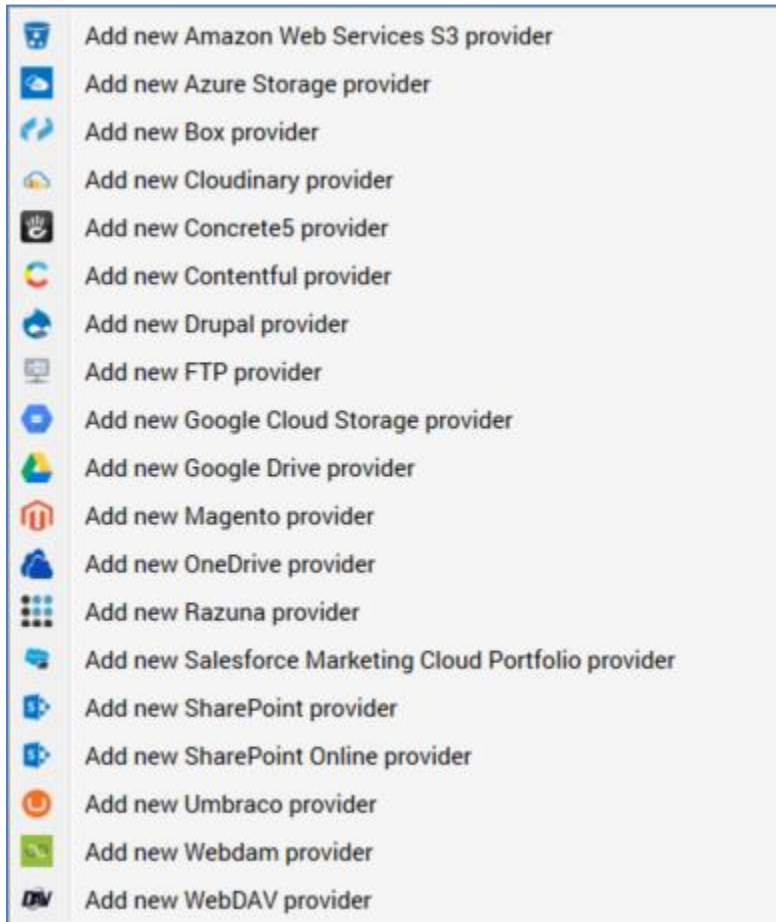 Add new Amazon Web Services S3 provider
Add new Azure Storage provider
Add new Box provider
Add new Cloudinary provider
Add new Concrete5 provider
Add new Contentful provider
Add new Drupal provider
Add new FTP provider
Add new Google Cloud Storage provider
Add new Google Drive provider
Add new Magento provider
Add new OneDrive provider
Add new Razuna provider
Add new Salesforce Marketing Cloud Portfolio provider
Add new SharePoint provider
Add new SharePoint Online provider
Add new Umbraco provider
Add new Webdam provider
DAV Add new WebDAV provider